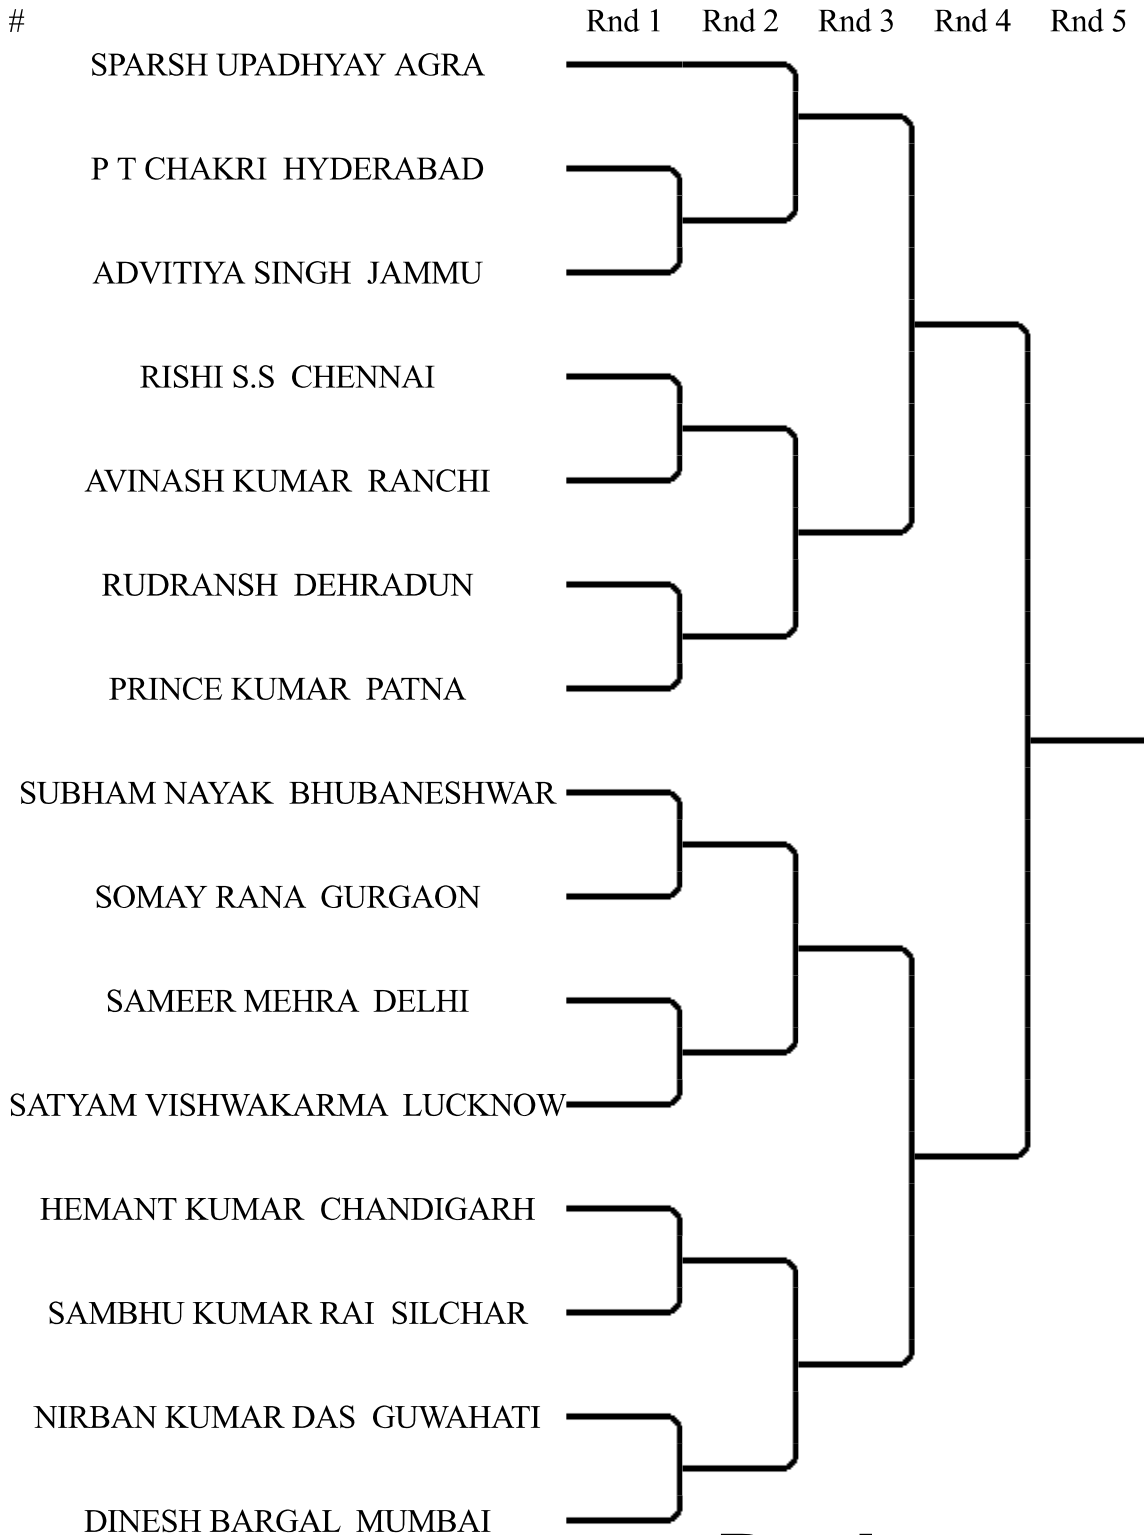 # Rnd 1 Rnd 2 Rnd 3 Rnd 4 Rnd 5
SPARSH UPADHYAY AGRA
P T CHAKRI HYDERABAD
ADVITIYA SINGH JAMMU
RISHI S.S CHENNAI
AVINASH KUMAR RANCHI
RUDRANSH DEHRADUN
PRINCE KUMAR PATNA
SUBHAM NAYAK BHUBANESHWAR
SOMAY RANA GURGAON
SAMEER MEHRA DELHI
SATYAM VISHWAKARMA LUCKNOW
HEMANT KUMAR CHANDIGARH
SAMBHU KUMAR RAI SILCHAR
NIRBAN KUMAR DAS GUWAHATI
DINESH BARGAL MUMBAI